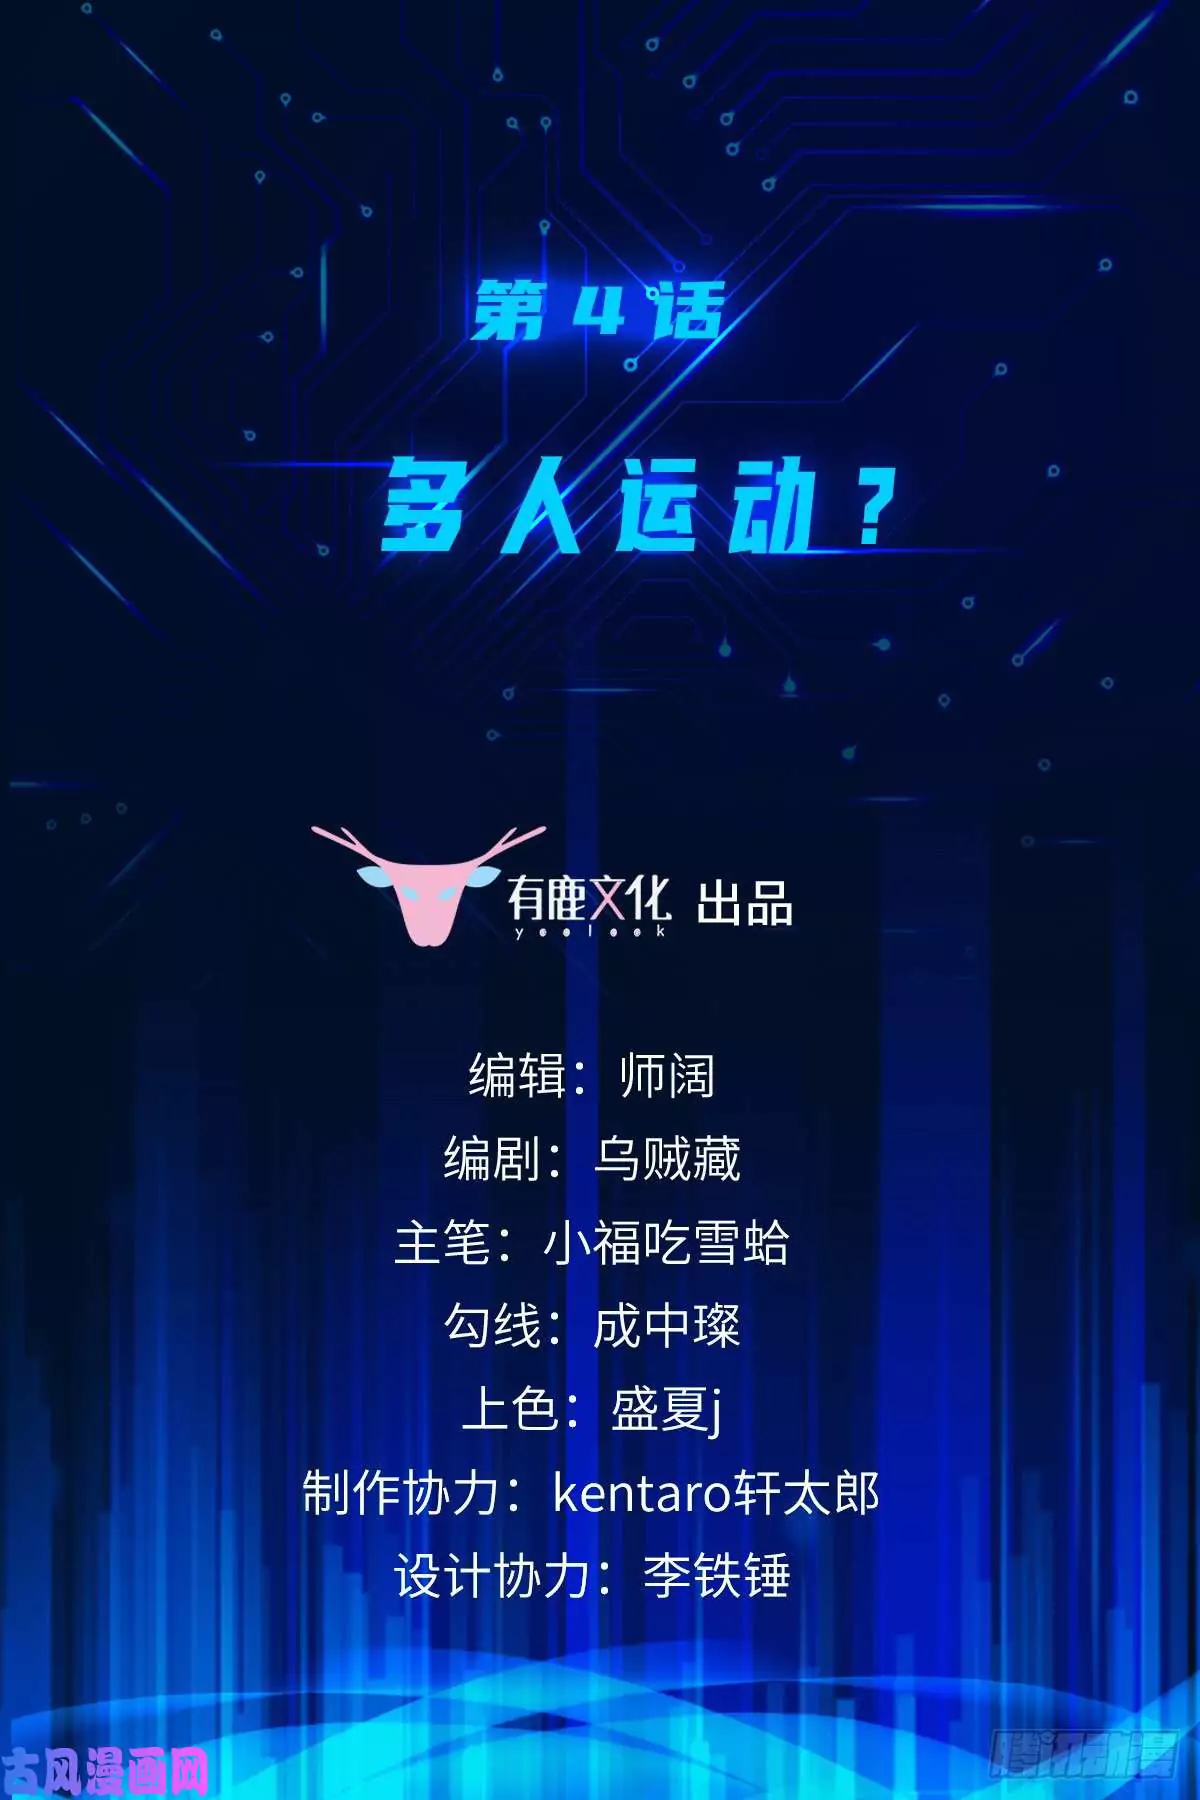 第4话
多人运动?
有鹿文化 出品
yoolook
编辑：师阔
编剧：乌贼藏
主笔：小福吃雪蛤
勾线：成中璨
上色：盛夏j
制作协力：kentaro轩太郎
设计协力：李铁锤
古风漫画网
腾讯动漫